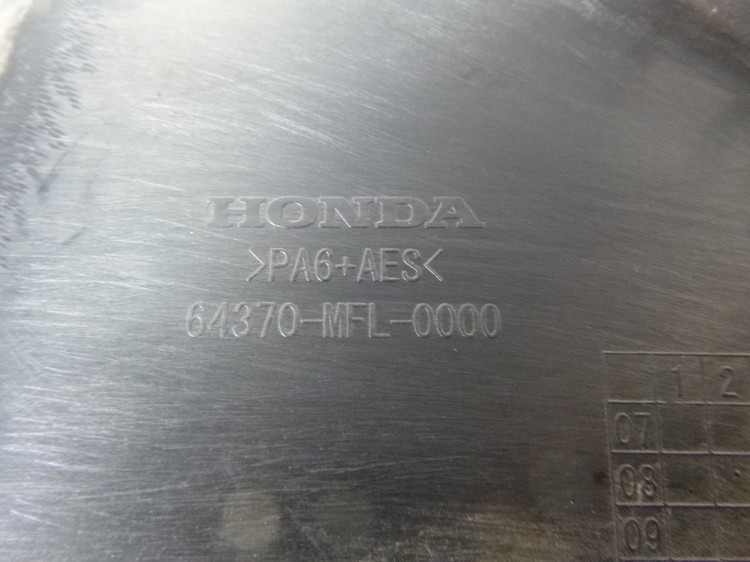 HONDA
>PA6+AES<
64370-MFL-0000
1 2
07
08
09